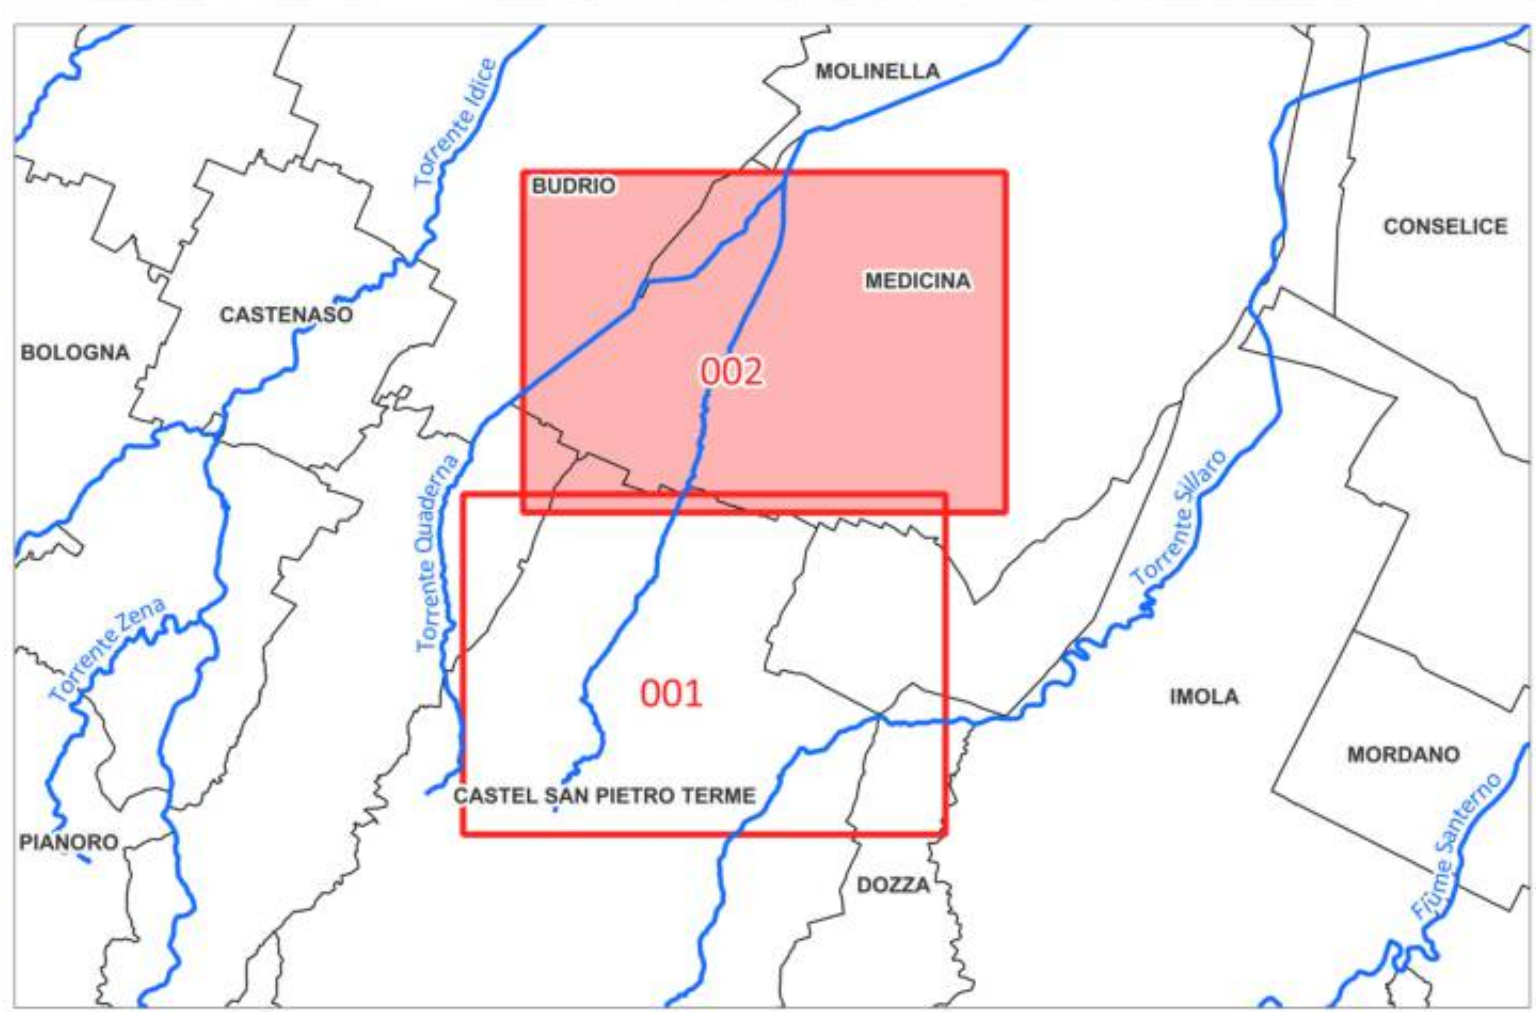 MOLINELLA
Torrente Idice
BUDRIO
CONSELICE
MEDICINA
CASTENASO
BOLOGNA
002
Torrente Quaderna
Torrente Sillaro
Torrente Zena
001
IMOLA
MORDANO
CASTEL SAN PIETRO TERME
PIANORO
Fiume Santerno
DOZZA